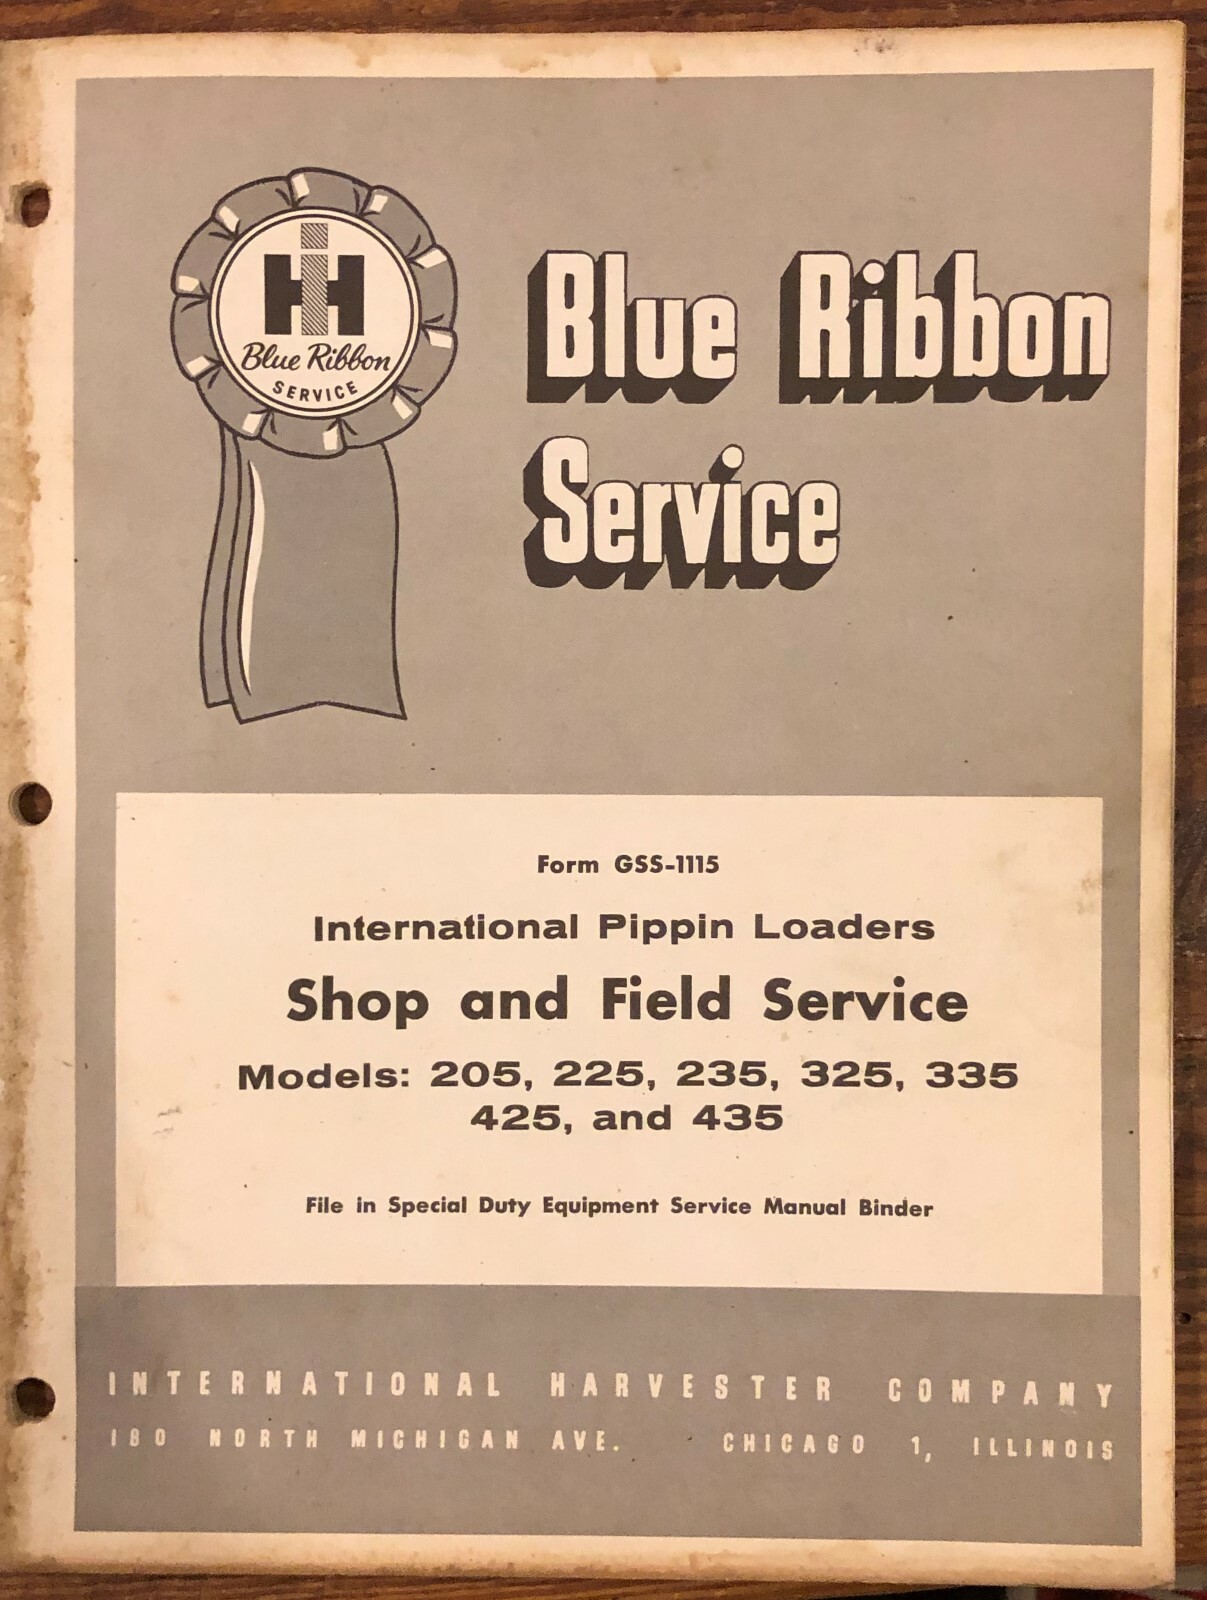 IH
Blue Ribbon
SERVICE
Blue Ribbon
Service
Form GSS-1115
International Pippin Loaders
Shop and Field Service
Models: 205, 225, 235, 325, 335
425, and 435
File in Special Duty Equipment Service Manual Binder
INTERNATIONAL HARVESTER COMPANY
180 NORTH MICHIGAN AVE. CHICAGO 1, ILLINOIS